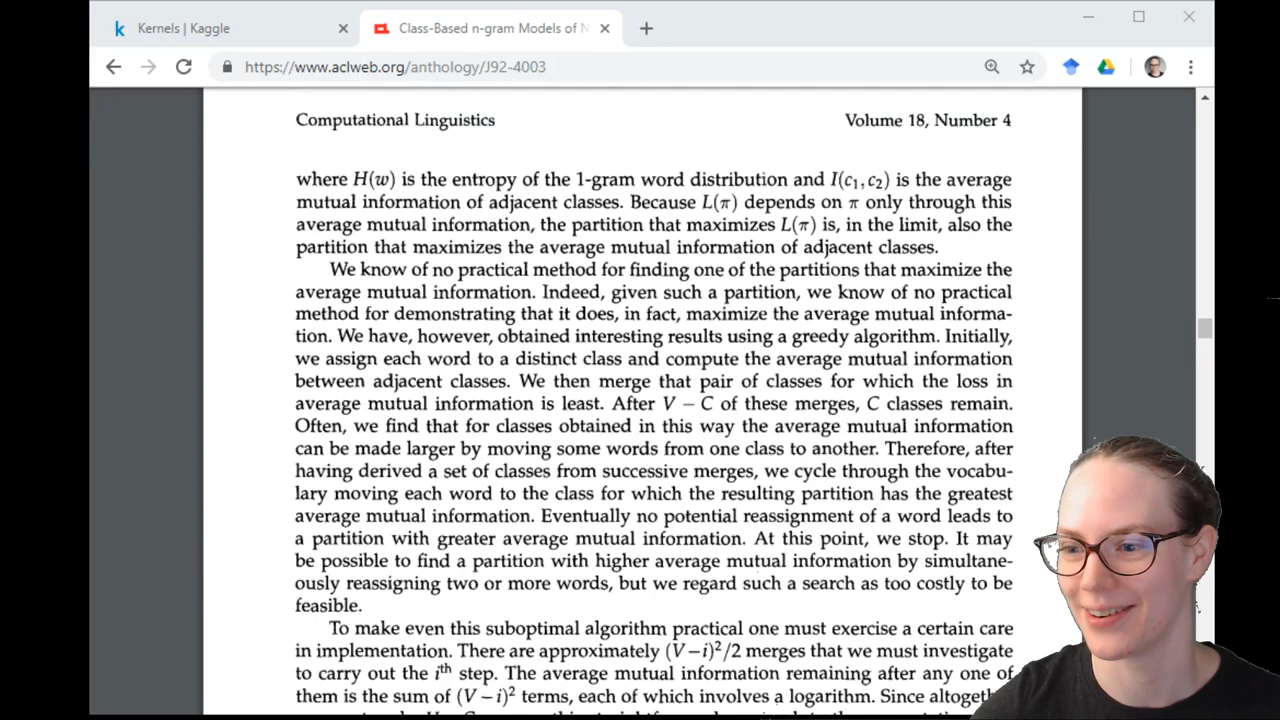 Kernels | Kaggle
Class-Based n-gram Models of N
https://www.aclweb.org/anthology/J92-4003
Computational Linguistics Volume 18, Number 4
where H(w) is the entropy of the 1-gram word distribution and I(c₁, c₂) is the average
mutual information of adjacent classes. Because L(π) depends on π only through this
average mutual information, the partition that maximizes L(π) is, in the limit, also the
partition that maximizes the average mutual information of adjacent classes.
We know of no practical method for finding one of the partitions that maximize the
average mutual information. Indeed, given such a partition, we know of no practical
method for demonstrating that it does, in fact, maximize the average mutual informa-
tion. We have, however, obtained interesting results using a greedy algorithm. Initially,
we assign each word to a distinct class and compute the average mutual information
between adjacent classes. We then merge that pair of classes for which the loss in
average mutual information is least. After V − C of these merges, C classes remain.
Often, we find that for classes obtained in this way the average mutual information
can be made larger by moving some words from one class to another. Therefore, after
having derived a set of classes from successive merges, we cycle through the vocabu-
lary moving each word to the class for which the resulting partition has the greatest
average mutual information. Eventually no potential reassignment of a word leads to
a partition with greater average mutual information. At this point, we stop. It may
be possible to find a partition with higher average mutual information by simultane-
ously reassigning two or more words, but we regard such a search as too costly to be
feasible.
To make even this suboptimal algorithm practical one must exercise a certain care
in implementation. There are approximately (V−i)²/2 merges that we must investigate
to carry out the iᵗʰ step. The average mutual information remaining after any one of
them is the sum of (V − i)² terms, each of which involves a logarithm. Since altogeth